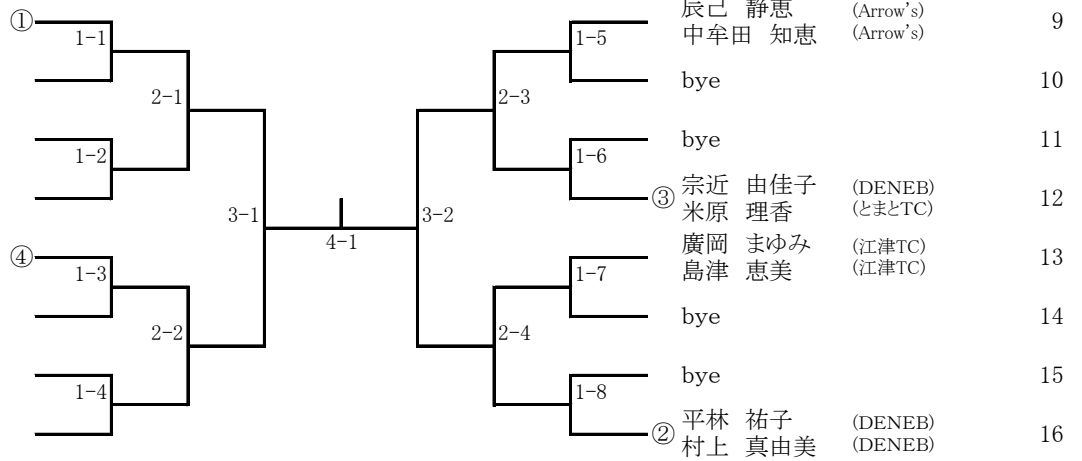 ①
1-1
2-1
1-2
3-1
④
1-3
2-2
1-4
4-1
辰己 静恵 (Arrow's) 9
中牟田 知恵 (Arrow's)
1-5
bye 10
2-3
bye 11
1-6
③ 宗近 由佳子 (DENEB) 12
米原 理香 (とまとTC)
3-2
廣岡 まゆみ (江津TC) 13
島津 恵美 (江津TC)
1-7
bye 14
2-4
bye 15
1-8
② 平林 祐子 (DENEB) 16
村上 真由美 (DENEB)